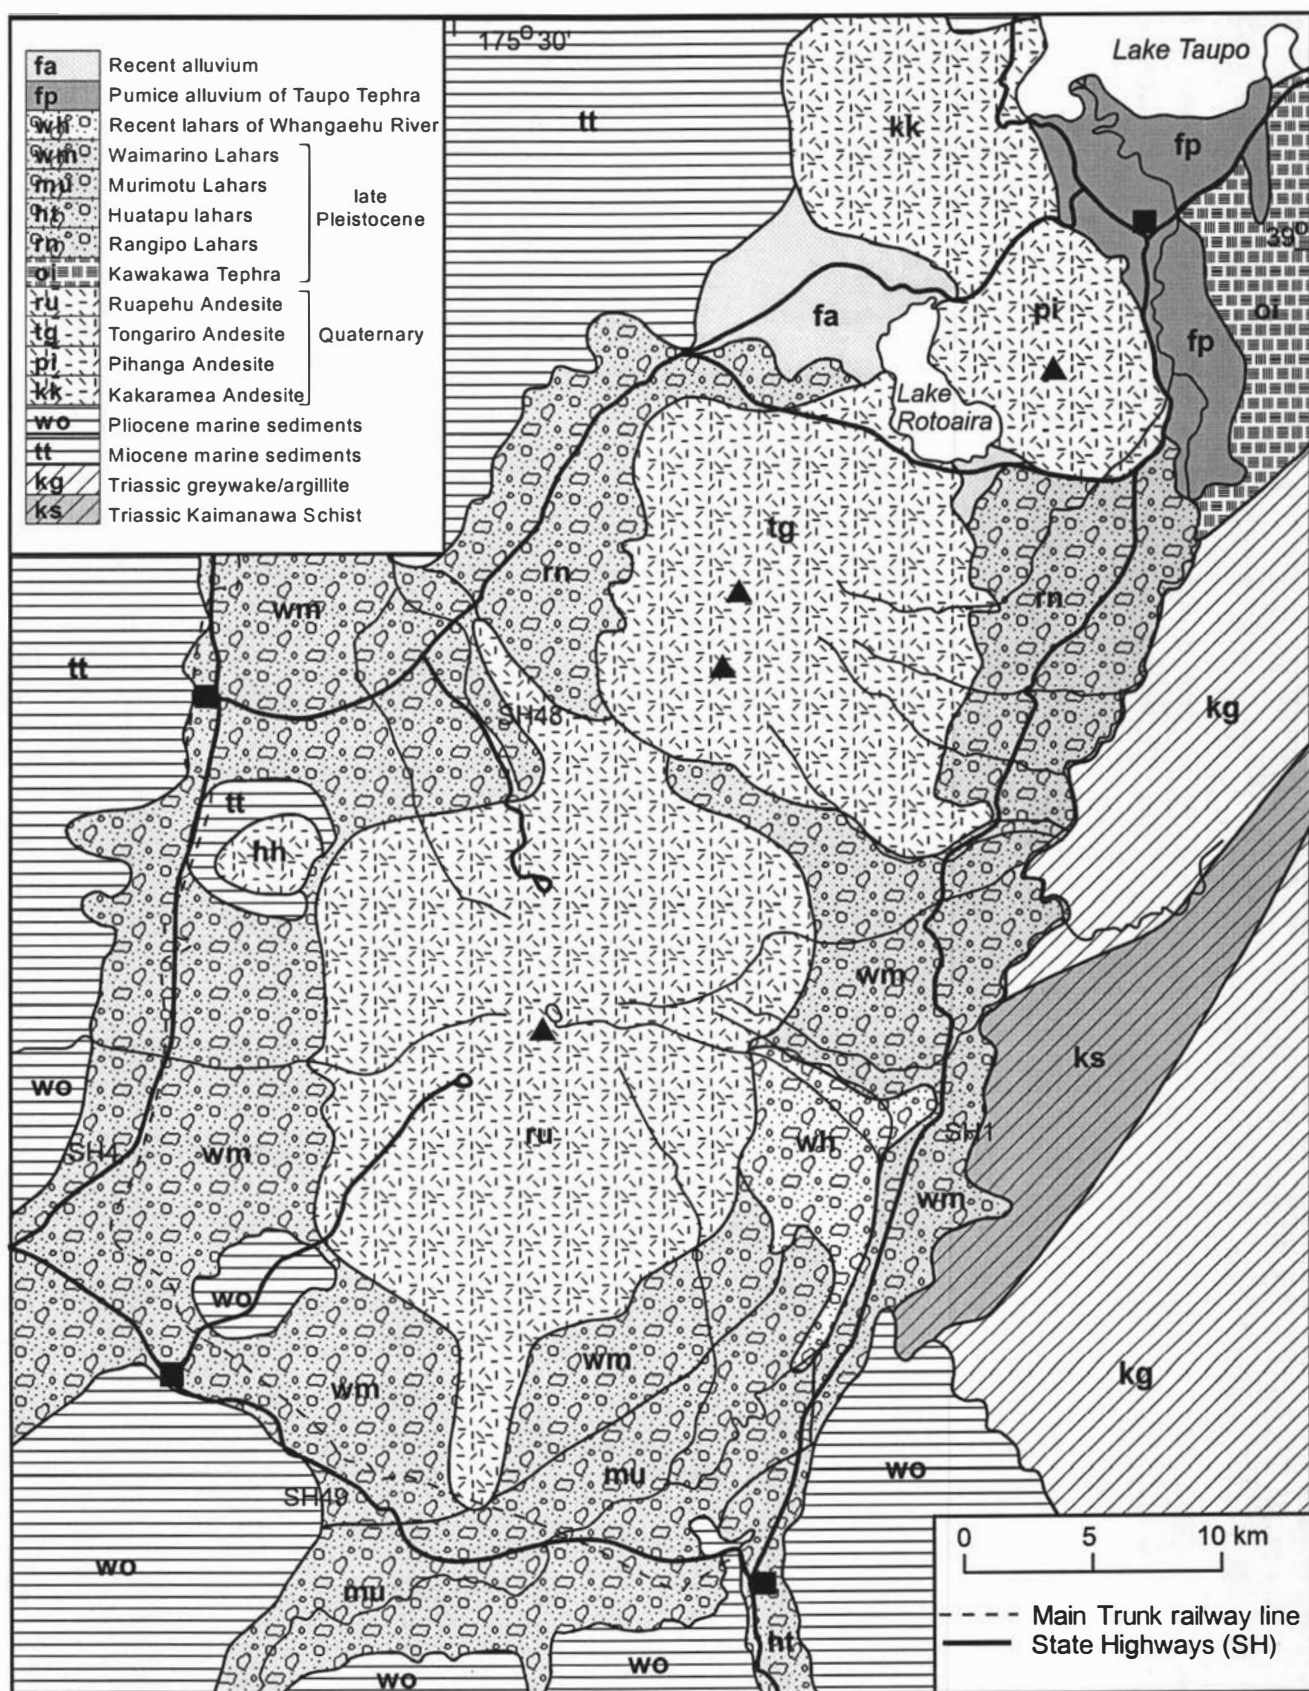 fa Recent alluvium
fp Pumice alluvium of Taupo Tephra
wh Recent lahars of Whangaehu River
wm Waimarino Lahars
mu Murimotu Lahars
ht Huatapu lahars
rn Rangipo Lahars
oi Kawakawa Tephra
late
Pleistocene
ru Ruapehu Andesite
tg Tongariro Andesite
pi Pihanga Andesite
kk Kakaramea Andesite
Quaternary
wo Pliocene marine sediments
tt Miocene marine sediments
kg Triassic greywake/argillite
ks Triassic Kaimanawa Schist
175°30'
Lake Taupo
tt
kk
fp
39°
fa
pi
oi
fp
Lake
Rotoaira
tg
rn
wm
rn
tt
kg
SH48
tt
hh
wm
ks
wo
ru
wh
SH1
SH4
wm
wm
wo
wm
wm
kg
mu
wo
SH49
wo
mu
ht
wo
wo
0 5 10 km
Main Trunk railway line
State Highways (SH)